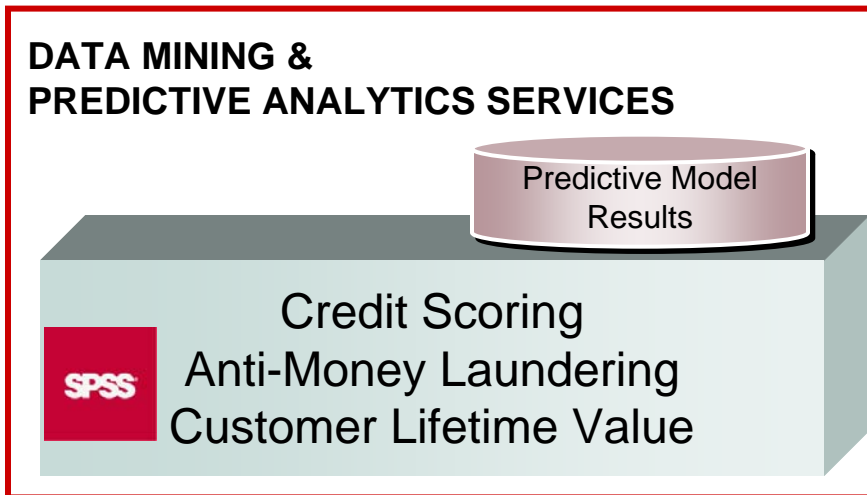 DATA MINING &
PREDICTIVE ANALYTICS SERVICES
Predictive Model
Results
Credit Scoring
Anti-Money Laundering
Customer Lifetime Value
SPSS